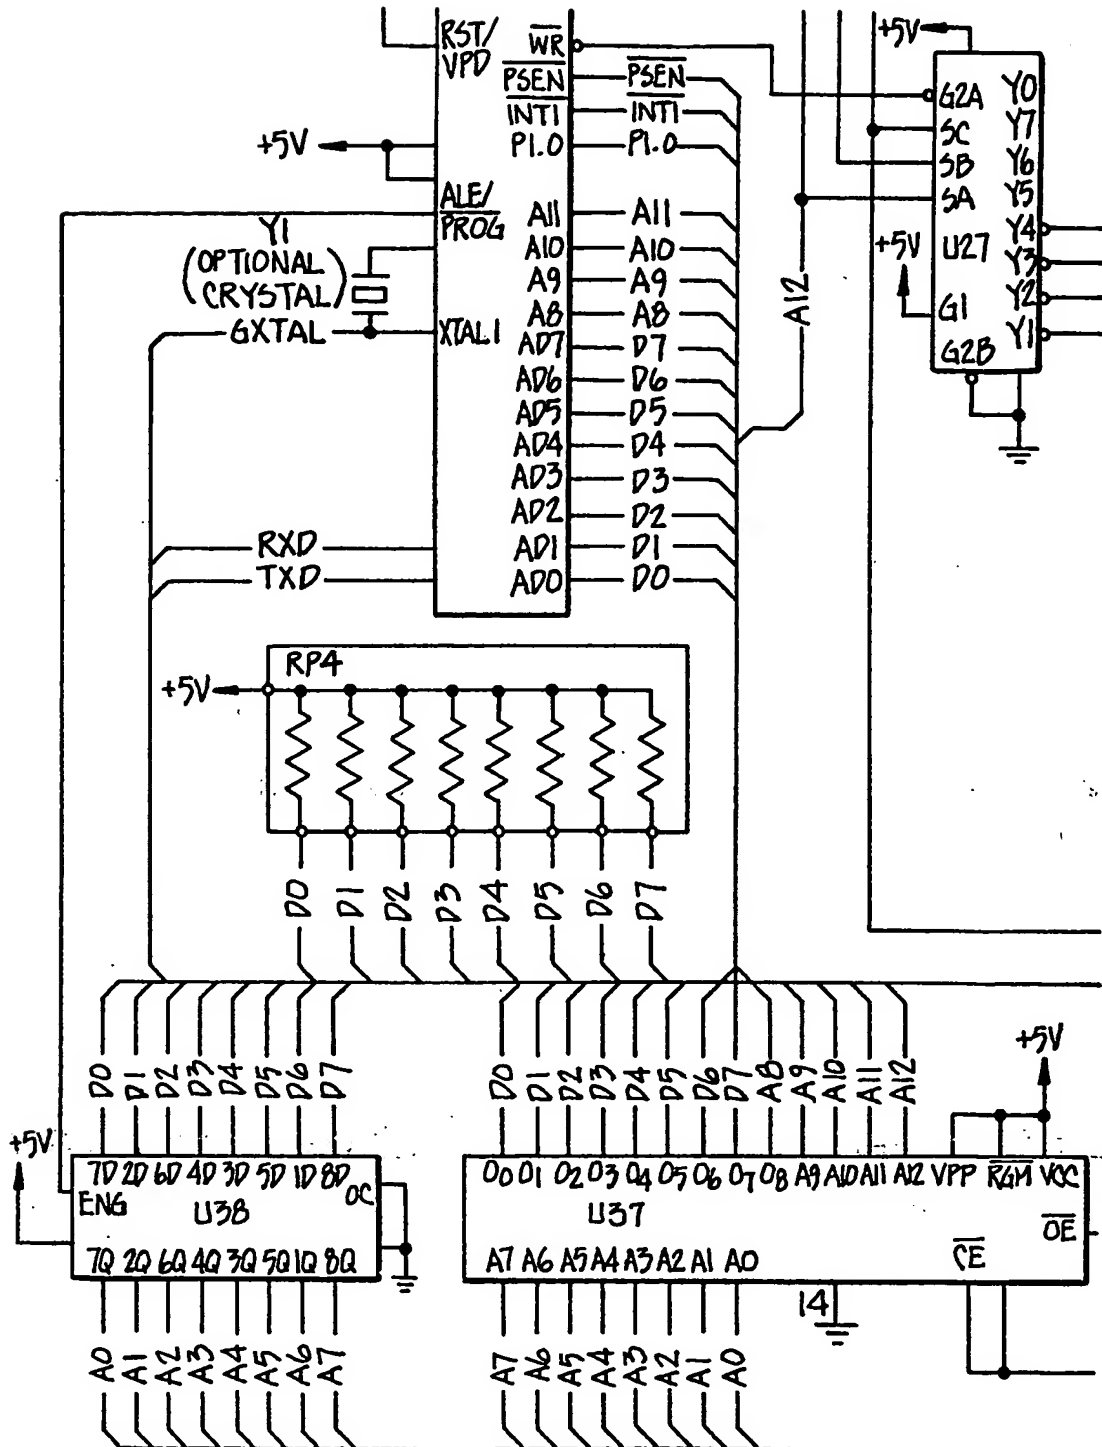 RST/
VPD
WR
PSEN
PSEN
INT1
INT1
P1.0
P1.0
+5V
ALE/
PROG
A11
A11
A10
A10
A9
A9
A8
A8
AD7
D7
AD6
D6
AD5
D5
AD4
D4
AD3
D3
AD2
D2
AD1
D1
AD0
D0
Y1
(OPTIONAL
CRYSTAL)
GXTAL
XTAL1
RXD
TXD
A12
+5V
G2A
SC
SB
SA
+5V
U27
G1
G2B
Y0
Y7
Y6
Y5
Y4
Y3
Y2
Y1
RP4
+5V
D0 D1 D2 D3 D4 D5 D6 D7
D0 D1 D2 D3 D4 D5 D6 D7
D0 D1 D2 D3 D4 D5 D6 D7 A8 A9 A10 A11 A12
+5V
+5V
7D 2D 6D 4D 3D 5D 1D 8D
OC
ENG
U38
7Q 2Q 6Q 4Q 3Q 5Q 1Q 8Q
O0 O1 O2 O3 O4 O5 O6 O7 O8 A9 A10 A11 A12 VPP RGM VCC
U37
OE
CE
A7 A6 A5 A4 A3 A2 A1 A0
14
A0 A1 A2 A3 A4 A5 A6 A7
A7 A6 A5 A4 A3 A2 A1 A0